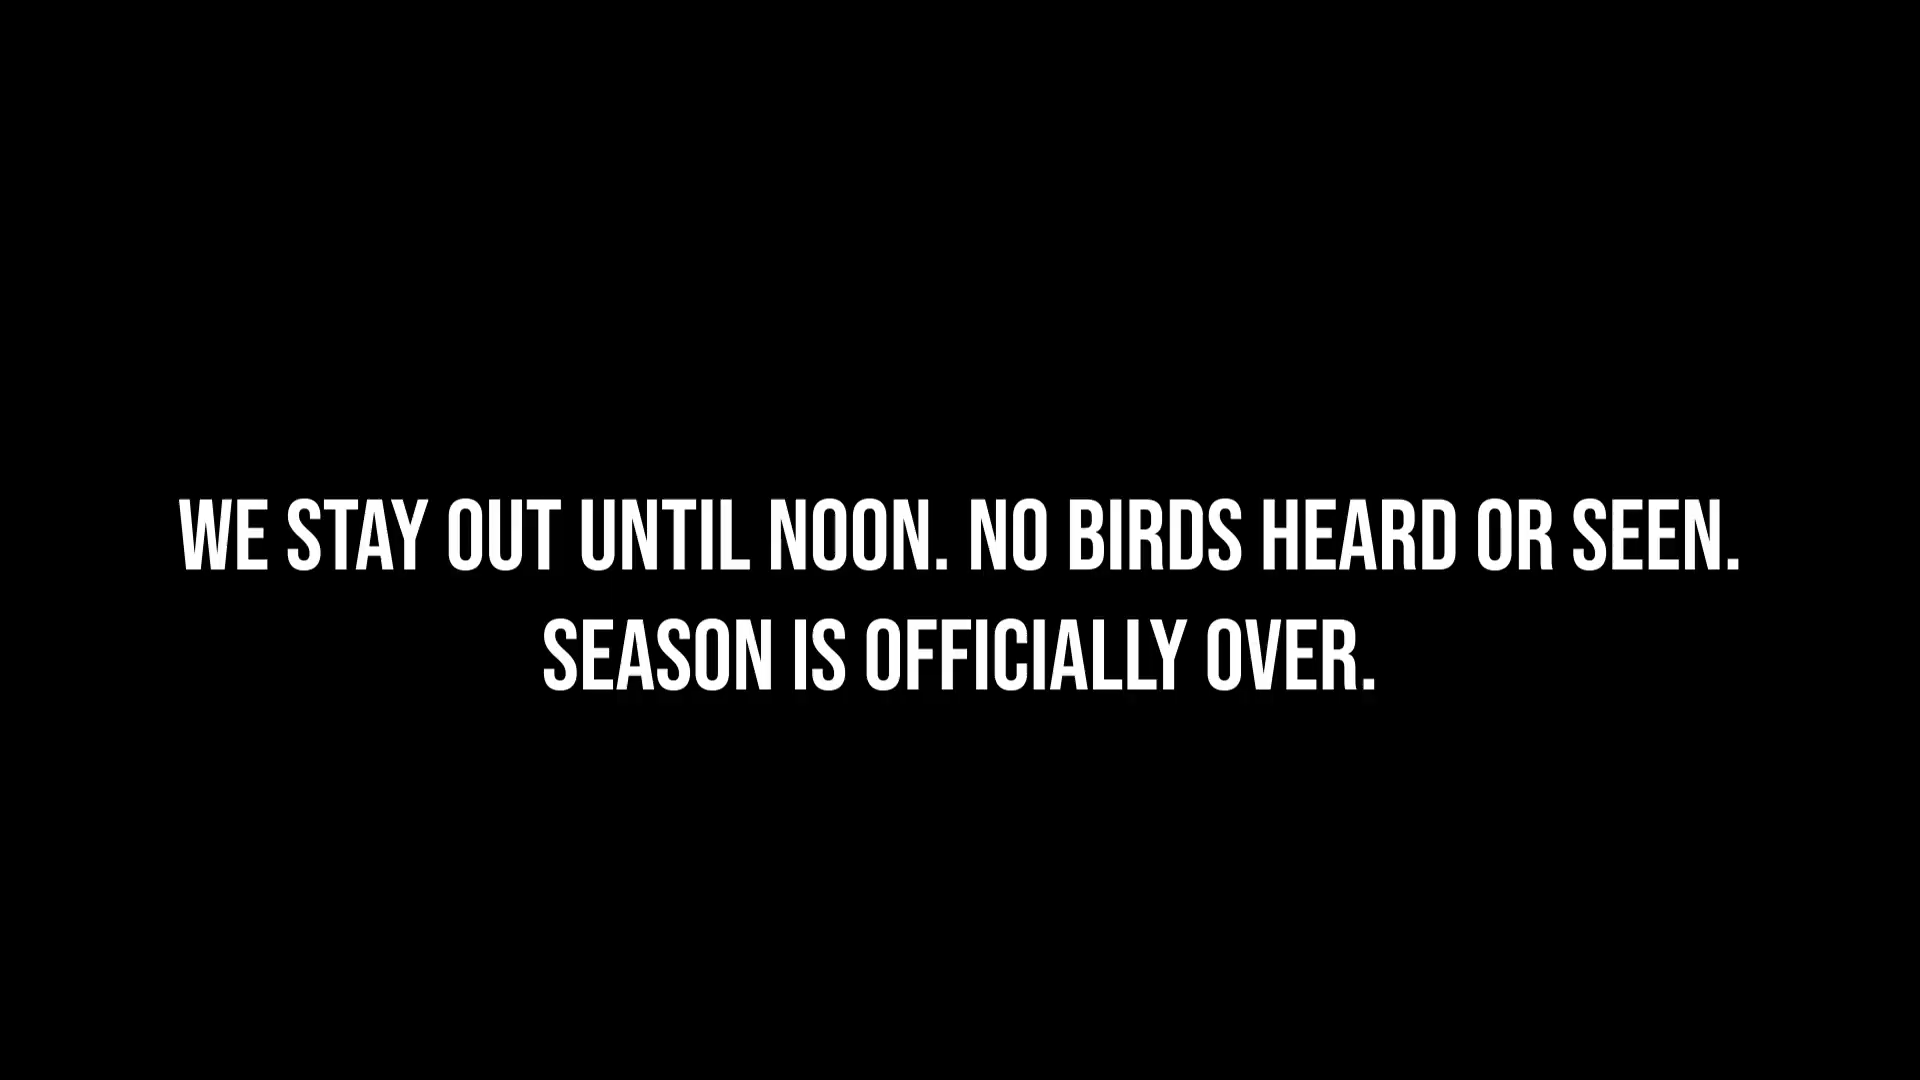 WE STAY OUT UNTIL NOON. NO BIRDS HEARD OR SEEN.
SEASON IS OFFICIALLY OVER.